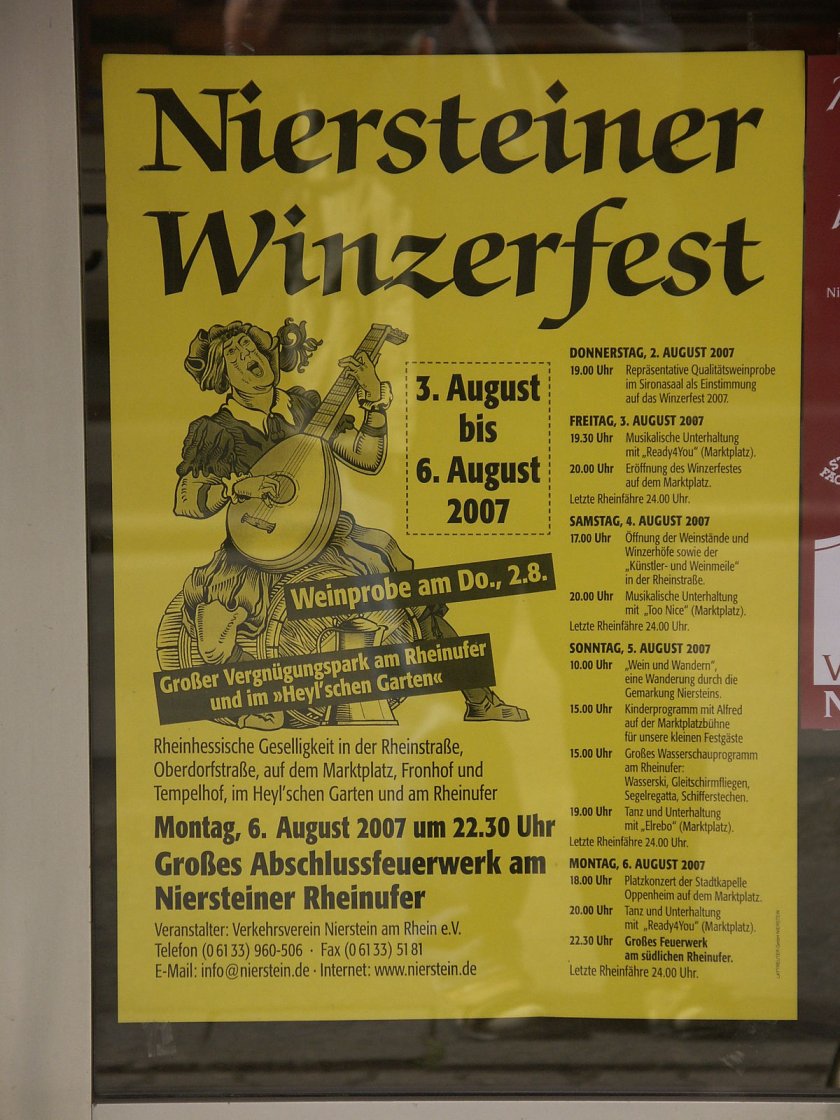 Niersteiner
Winzerfest
3. August
bis
6. August
2007
Weinprobe am Do., 2.8.
Großer Vergnügungspark am Rheinufer
und im »Heyl'schen Garten«
Rheinhessische Geselligkeit in der Rheinstraße,
Oberdorfstraße, auf dem Marktplatz, Fronhof und
Tempelhof, im Heyl'schen Garten und am Rheinufer
Montag, 6. August 2007 um 22.30 Uhr
Großes Abschlussfeuerwerk am
Niersteiner Rheinufer
Veranstalter: Verkehrsverein Nierstein am Rhein e.V.
Telefon (0 61 33) 960-506 · Fax (0 61 33) 51 81
E-Mail: info@nierstein.de · Internet: www.nierstein.de
DONNERSTAG, 2. AUGUST 2007
19.00 Uhr Repräsentative Qualitätsweinprobe
im Sironasaal als Einstimmung
auf das Winzerfest 2007.
FREITAG, 3. AUGUST 2007
19.30 Uhr Musikalische Unterhaltung
mit „Ready4You" (Marktplatz).
20.00 Uhr Eröffnung des Winzerfestes
auf dem Marktplatz.
Letzte Rheinfähre 24.00 Uhr.
SAMSTAG, 4. AUGUST 2007
17.00 Uhr Öffnung der Weinstände und
Winzerhöfe sowie der
„Künstler- und Weinmeile"
in der Rheinstraße.
20.00 Uhr Musikalische Unterhaltung
mit „Too Nice" (Marktplatz).
Letzte Rheinfähre 24.00 Uhr.
SONNTAG, 5. AUGUST 2007
10.00 Uhr „Wein und Wandern",
eine Wanderung durch die
Gemarkung Niersteins.
15.00 Uhr Kinderprogramm mit Alfred
auf der Marktplatzbühne
für unsere kleinen Festgäste
15.00 Uhr Großes Wasserschauprogramm
am Rheinufer:
Wasserski, Gleitschirmfliegen,
Segelregatta, Schifferstechen.
19.00 Uhr Tanz und Unterhaltung
mit „Elrebo" (Marktplatz).
Letzte Rheinfähre 24.00 Uhr.
MONTAG, 6. AUGUST 2007
18.00 Uhr Platzkonzert der Stadtkapelle
Oppenheim auf dem Marktplatz.
20.00 Uhr Tanz und Unterhaltung
mit „Ready4You" (Marktplatz).
22.30 Uhr Großes Feuerwerk
am südlichen Rheinufer.
Letzte Rheinfähre 24.00 Uhr.